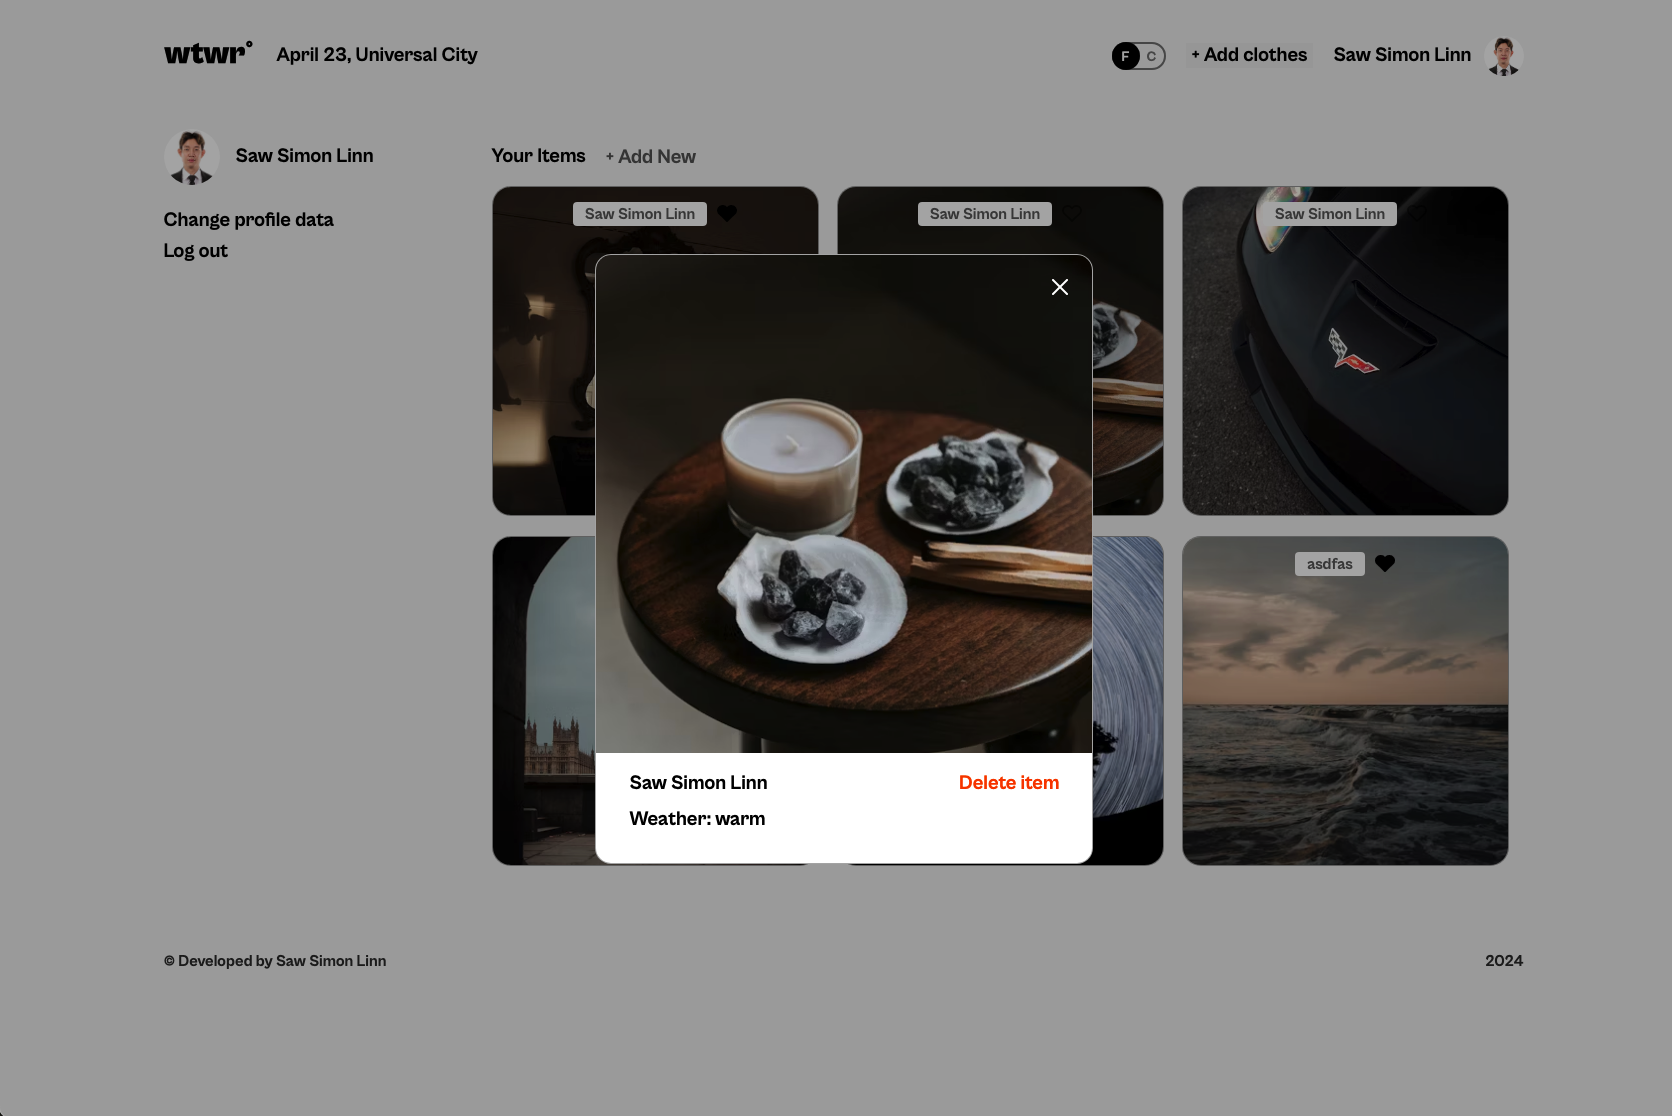 wtwr°
April 23, Universal City
F C
+ Add clothes
Saw Simon Linn
Saw Simon Linn
Change profile data
Log out
Your Items
+ Add New
Saw Simon Linn
Saw Simon Linn
Saw Simon Linn
asdfas
Saw Simon Linn
Delete item
Weather: warm
© Developed by Saw Simon Linn
2024